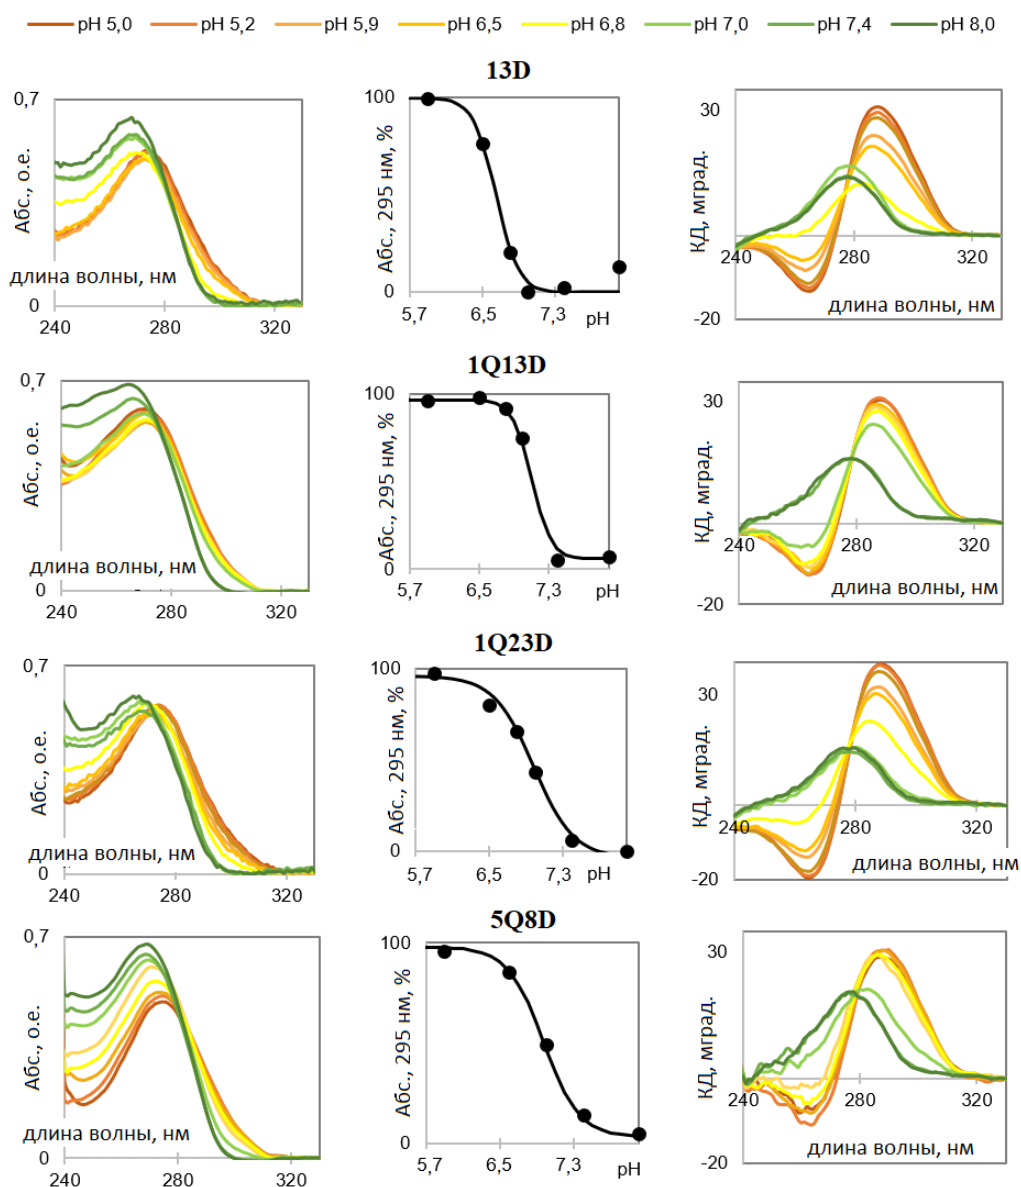 pH 5,0 pH 5,2 pH 5,9 pH 6,5 pH 6,8 pH 7,0 pH 7,4 pH 8,0
13D
0,7
Абс., о.е.
длина волны, нм
0
240 280 320
100
Абс., 295 нм, %
0
5,7 6,5 7,3 pH
30
КД, мград.
240 280 320
длина волны, нм
-20
1Q13D
0,7
Абс., о.е.
длина волны, нм
0
240 280 320
100
Абс., 295 нм, %
0
5,7 6,5 7,3 pH
30
КД, мград.
240 280 320
длина волны, нм
-20
1Q23D
0,7
Абс., о.е.
длина волны, нм
0
240 280 320
100
Абс., 295 нм, %
0
5,7 6,5 7,3 pH
30
КД, мград.
240 280 320
длина волны, нм
-20
5Q8D
0,7
Абс., о.е.
длина волны, нм
0
240 280 320
100
Абс., 295 нм, %
0
5,7 6,5 7,3 pH
30
КД, мград.
240 280 320
длина волны, нм
-20